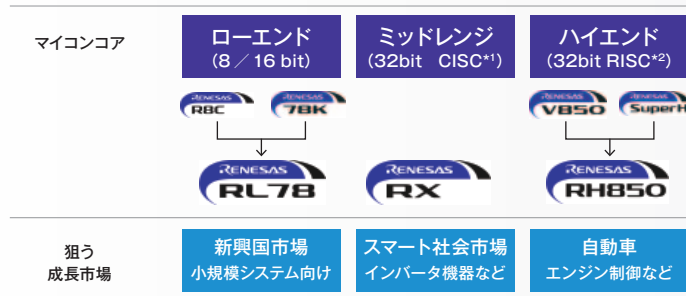 マイコンコア
ローエンド
（8／16 bit）
ミッドレンジ
（32bit CISC*1）
ハイエンド
（32bit RISC*2）
RENESAS
R8C
RENESAS
78K
RENESAS
V850
RENESAS
SuperH
RENESAS
RL78
RENESAS
RX
RENESAS
RH850
狙う
成長市場
新興国市場
小規模システム向け
スマート社会市場
インバータ機器など
自動車
エンジン制御など